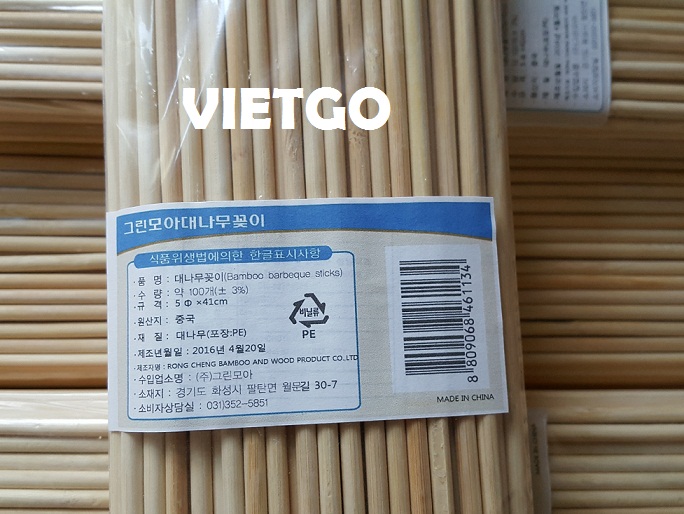 VIETGO
그린모아대나무꽃이
식품위생법에의한 한글표시사항
·품 명 : 대나무꽃이(Bamboo barbeque sticks)
·수 량 : 약 100개(± 3%)
·규 격 : 5 Φ ×41cm
·원산지 : 중국
·재 질 : 대나무(포장:PE)
·제조년월일 : 2016년 4월20일
·제조자명 : RONG CHENG BAMBOO AND WOOD PRODUCT CO.LTD
·수입업소명 : (주)그린모아
·소재지 : 경기도 화성시 팔탄면 월문길 30-7
·소비자상담실 : 031)352-5851
비닐류
PE
8 809068 461134
MADE IN CHINA